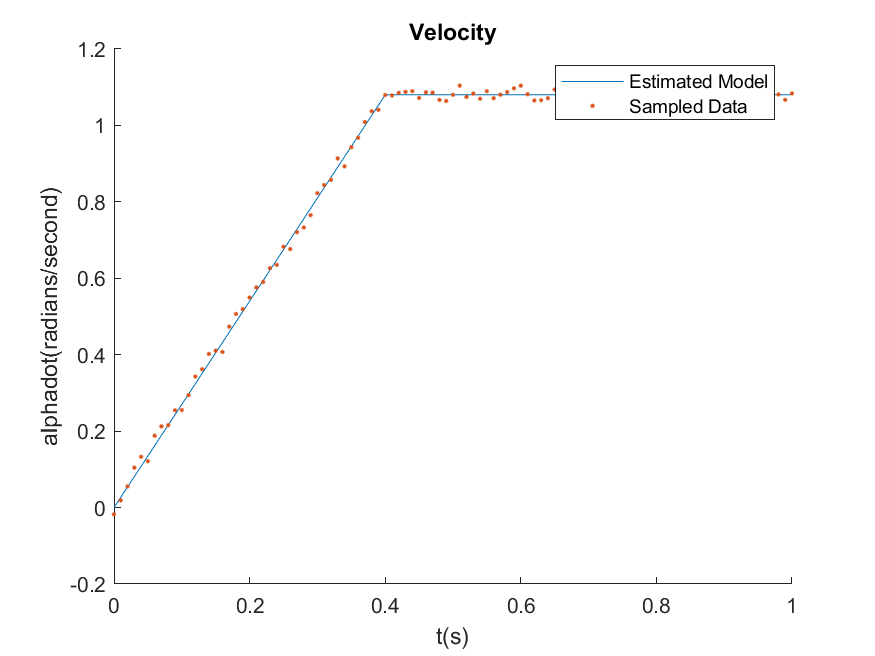 Velocity
1.2
1
0.8
0.6
0.4
0.2
0
-0.2
alphadot(radians/second)
Estimated Model
Sampled Data
0 0.2 0.4 0.6 0.8 1
t(s)